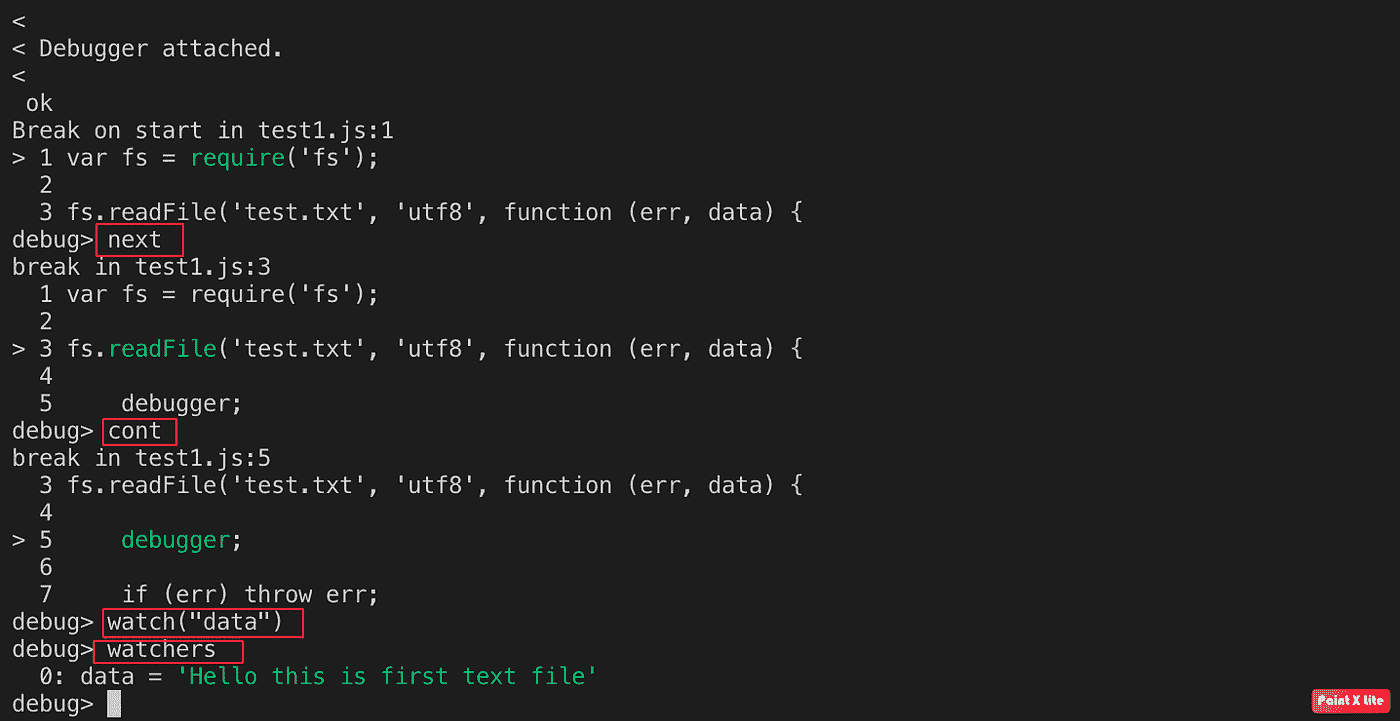 <
< Debugger attached.
<
 ok
Break on start in test1.js:1
> 1 var fs = require('fs');
  2
  3 fs.readFile('test.txt', 'utf8', function (err, data) {
debug> next
break in test1.js:3
  1 var fs = require('fs');
  2
> 3 fs.readFile('test.txt', 'utf8', function (err, data) {
  4
  5     debugger;
debug> cont
break in test1.js:5
  3 fs.readFile('test.txt', 'utf8', function (err, data) {
  4
> 5     debugger;
  6
  7     if (err) throw err;
debug> watch("data")
debug> watchers
  0: data = 'Hello this is first text file'
debug>
Paint X lite